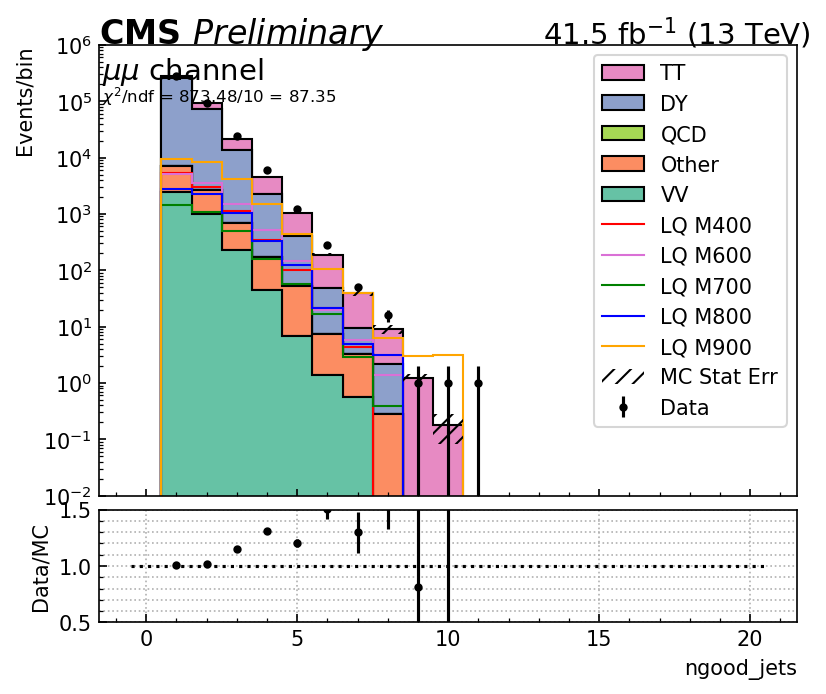 CMS Preliminary 41.5 fb⁻¹ (13 TeV)
μμ channel
χ²/ndf = 873.48/10 = 87.35
Events/bin
10⁶
10⁵
10⁴
10³
10²
10¹
10⁰
10⁻¹
10⁻²
TT
DY
QCD
Other
VV
LQ M400
LQ M600
LQ M700
LQ M800
LQ M900
MC Stat Err
Data
Data/MC
1.5
1.0
0.5
0 5 10 15 20
ngood_jets